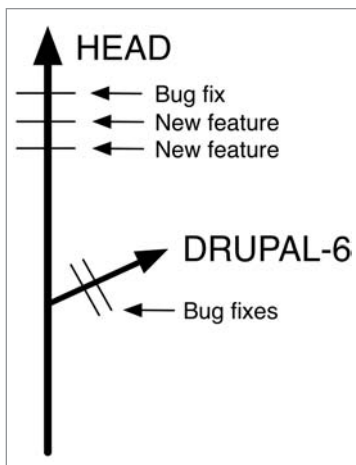 HEAD
Bug fix
New feature
New feature
DRUPAL-6
Bug fixes